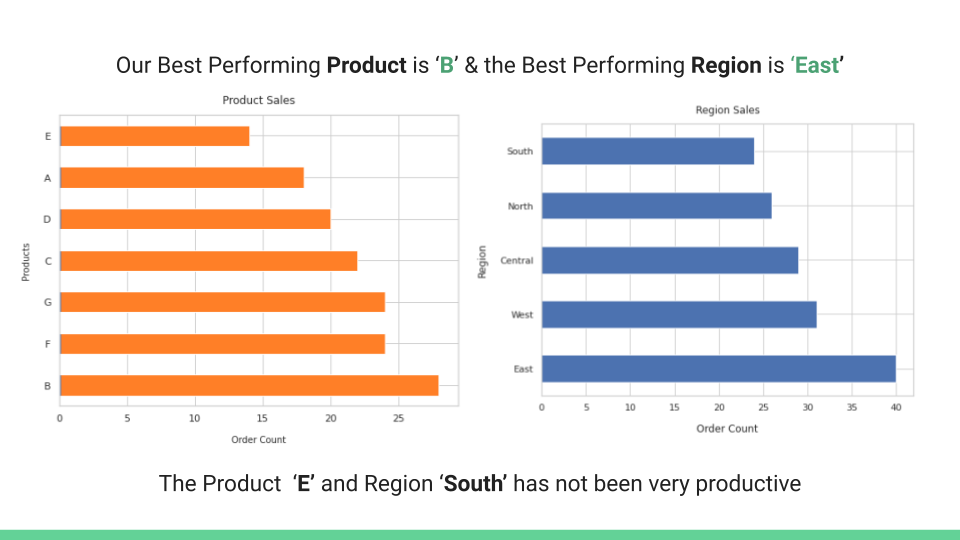 Our Best Performing Product is ‘B’ & the Best Performing Region is ‘East’
Product Sales
E
A
D
C
G
F
B
Products
0 5 10 15 20 25
Order Count
Region Sales
South
North
Central
West
East
Region
0 5 10 15 20 25 30 35 40
Order Count
The Product  ‘E’ and Region ‘South’ has not been very productive